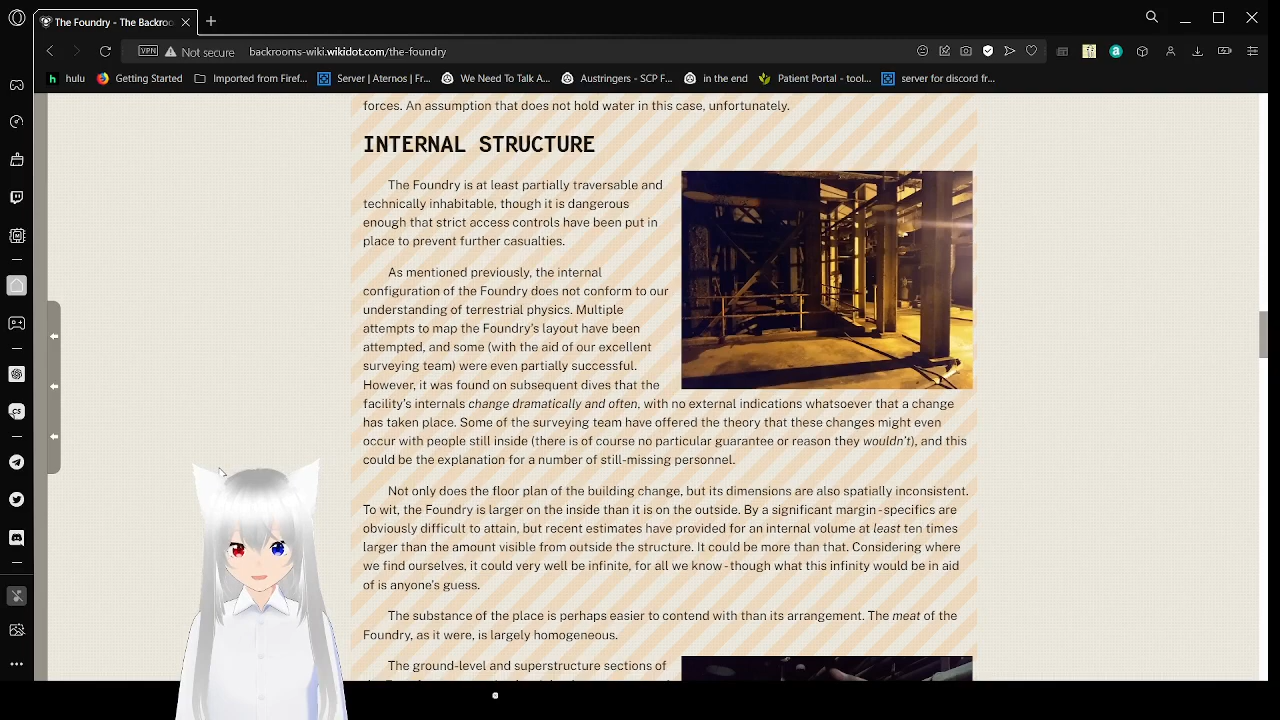 The Foundry - The Backroo
Not secure
backrooms-wiki.wikidot.com/the-foundry
VPN
hulu
Getting Started
Imported from Firef...
Server | Aternos | Fr...
We Need To Talk A...
Austringers - SCP F...
in the end
Patient Portal - tool...
server for discord fr...
forces. An assumption that does not hold water in this case, unfortunately.
INTERNAL STRUCTURE
The Foundry is at least partially traversable and
technically inhabitable, though it is dangerous
enough that strict access controls have been put in
place to prevent further casualties.
As mentioned previously, the internal
configuration of the Foundry does not conform to our
understanding of terrestrial physics. Multiple
attempts to map the Foundry's layout have been
attempted, and some (with the aid of our excellent
surveying team) were even partially successful.
However, it was found on subsequent dives that the
facility's internals change dramatically and often, with no external indications whatsoever that a change
has taken place. Some of the surveying team have offered the theory that these changes might even
occur with people still inside (there is of course no particular guarantee or reason they wouldn't), and this
could be the explanation for a number of still-missing personnel.
Not only does the floor plan of the building change, but its dimensions are also spatially inconsistent.
To wit, the Foundry is larger on the inside than it is on the outside. By a significant margin - specifics are
obviously difficult to attain, but recent estimates have provided for an internal volume at least ten times
larger than the amount visible from outside the structure. It could be more than that. Considering where
we find ourselves, it could very well be infinite, for all we know - though what this infinity would be in aid
of is anyone's guess.
The substance of the place is perhaps easier to contend with than its arrangement. The meat of the
Foundry, as it were, is largely homogeneous.
The ground-level and superstructure sections of